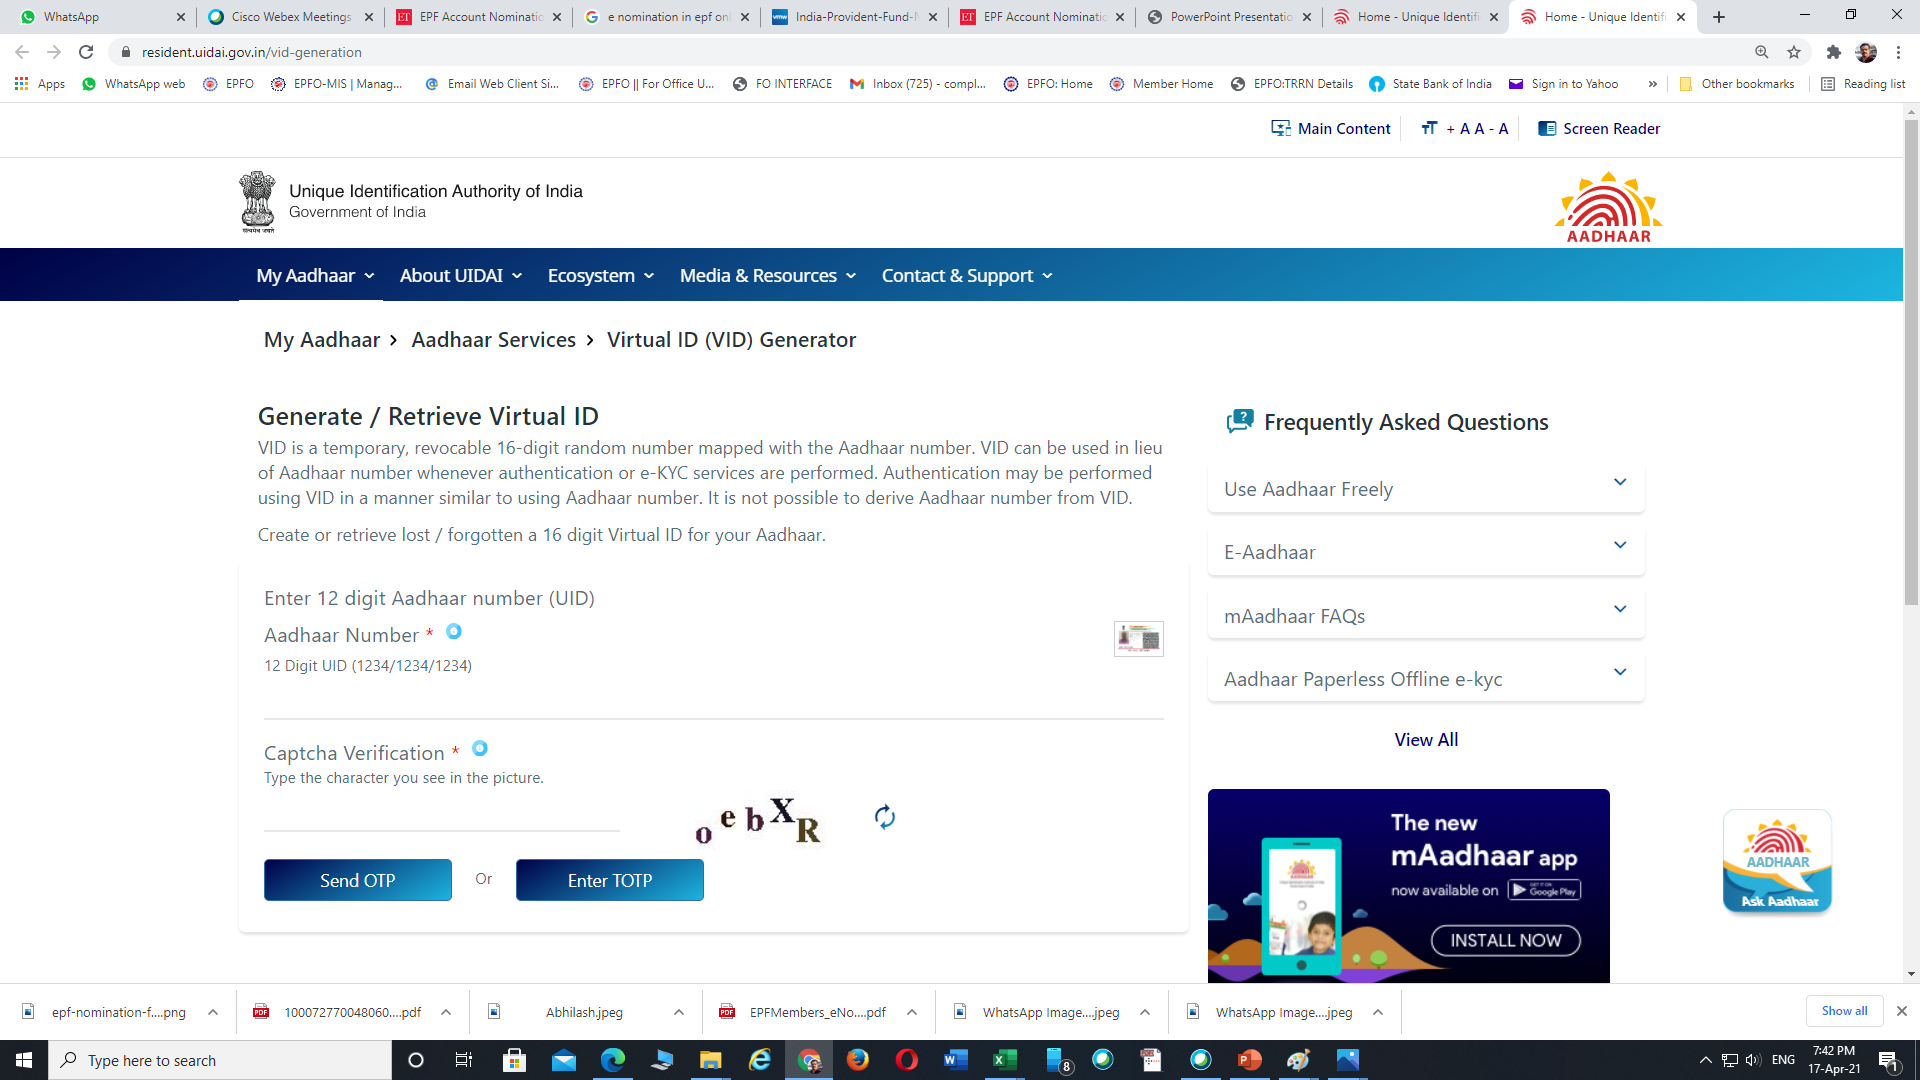 WhatsApp
Cisco Webex Meetings
EPF Account Nominatic
e nomination in epf onl
India-Provident-Fund-N
EPF Account Nominatic
PowerPoint Presentatio
Home - Unique Identifi
Home - Unique Identifi
resident.uidai.gov.in/vid-generation
Apps
WhatsApp web
EPFO
EPFO-MIS | Manag...
Email Web Client Si...
EPFO || For Office U...
FO INTERFACE
Inbox (725) - compl...
EPFO: Home
Member Home
EPFO:TRRN Details
State Bank of India
Sign in to Yahoo
»
Other bookmarks
Reading list
Main Content
+ A A - A
Screen Reader
Unique Identification Authority of India
Government of India
सत्यमेव जयते
AADHAAR
My Aadhaar
About UIDAI
Ecosystem
Media & Resources
Contact & Support
My Aadhaar > Aadhaar Services > Virtual ID (VID) Generator
Generate / Retrieve Virtual ID
VID is a temporary, revocable 16-digit random number mapped with the Aadhaar number. VID can be used in lieu
of Aadhaar number whenever authentication or e-KYC services are performed. Authentication may be performed
using VID in a manner similar to using Aadhaar number. It is not possible to derive Aadhaar number from VID.
Create or retrieve lost / forgotten a 16 digit Virtual ID for your Aadhaar.
Enter 12 digit Aadhaar number (UID)
Aadhaar Number *
12 Digit UID (1234/1234/1234)
Captcha Verification *
Type the character you see in the picture.
o e b X R
Send OTP
Or
Enter TOTP
Frequently Asked Questions
Use Aadhaar Freely
E-Aadhaar
mAadhaar FAQs
Aadhaar Paperless Offline e-kyc
View All
The new
mAadhaar app
now available on
GET IT ON
Google Play
INSTALL NOW
AADHAAR
Ask Aadhaar
epf-nomination-f....png
100072770048060....pdf
Abhilash.jpeg
EPFMembers_eNo....pdf
WhatsApp Image....jpeg
WhatsApp Image....jpeg
Show all
Type here to search
8
ENG
7:42 PM
17-Apr-21
1